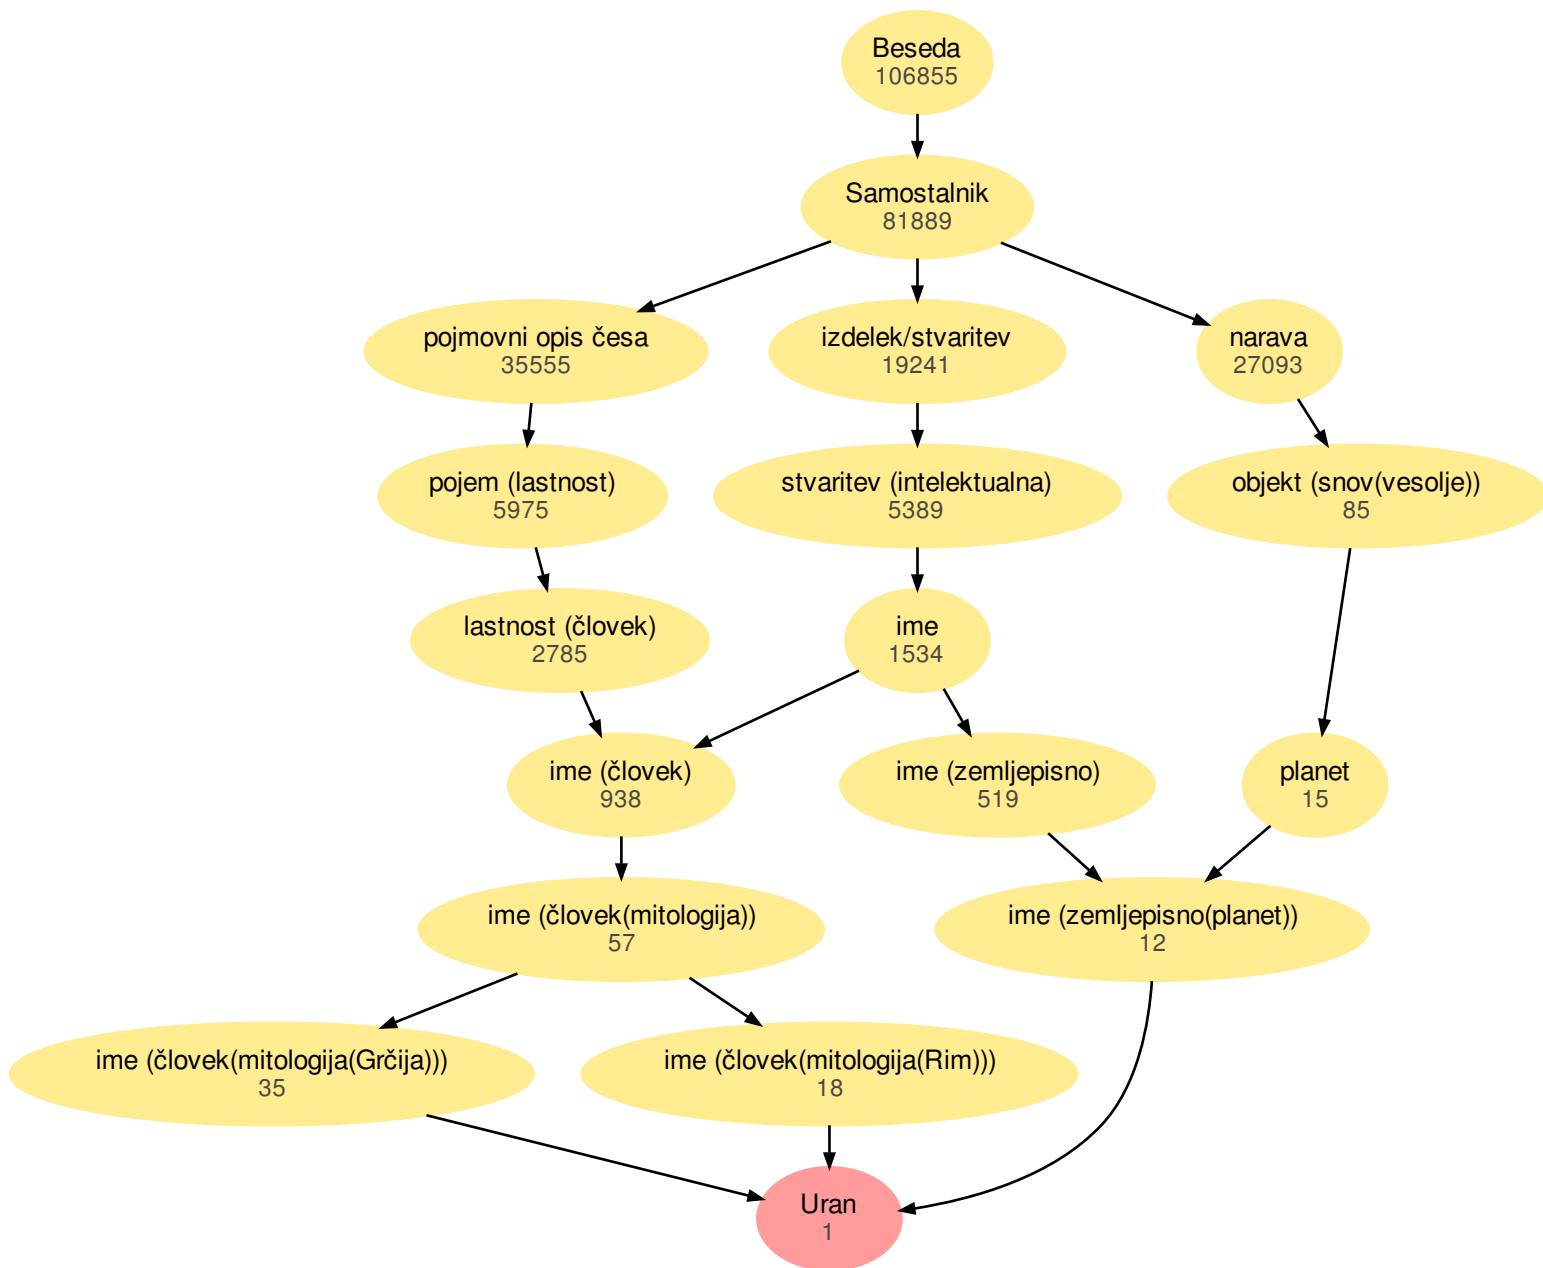 Beseda
106855
Samostalnik
81889
pojmovni opis česa
35555
izdelek/stvaritev
19241
narava
27093
pojem (lastnost)
5975
stvaritev (intelektualna)
5389
objekt (snov(vesolje))
85
lastnost (človek)
2785
ime
1534
ime (človek)
938
ime (zemljepisno)
519
planet
15
ime (človek(mitologija))
57
ime (zemljepisno(planet))
12
ime (človek(mitologija(Grčija)))
35
ime (človek(mitologija(Rim)))
18
Uran
1